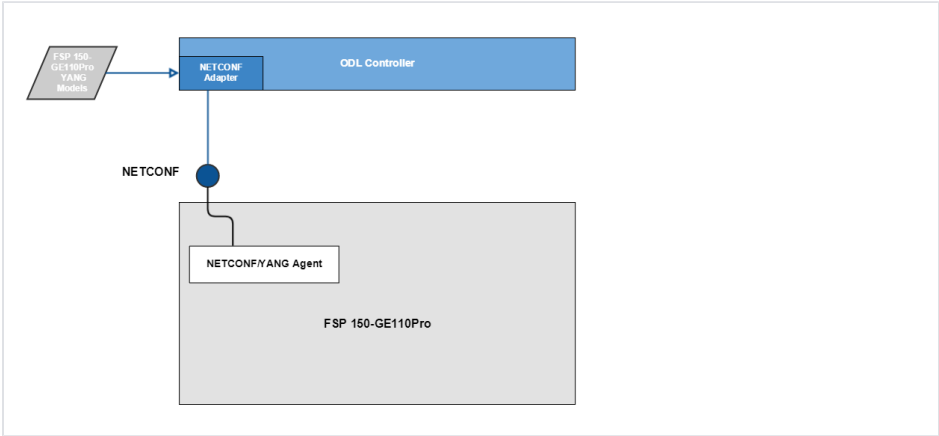 FSP 150-
GE110Pro
YANG
Models
NETCONF
Adapter
ODL Controller
NETCONF
NETCONF/YANG Agent
FSP 150-GE110Pro